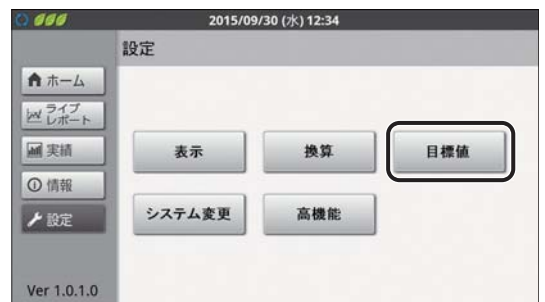 2015/09/30 (水) 12:34
設定
ホーム
ライブ
レポート
実績
情報
設定
表示
換算
目標値
システム変更
高機能
Ver 1.0.1.0